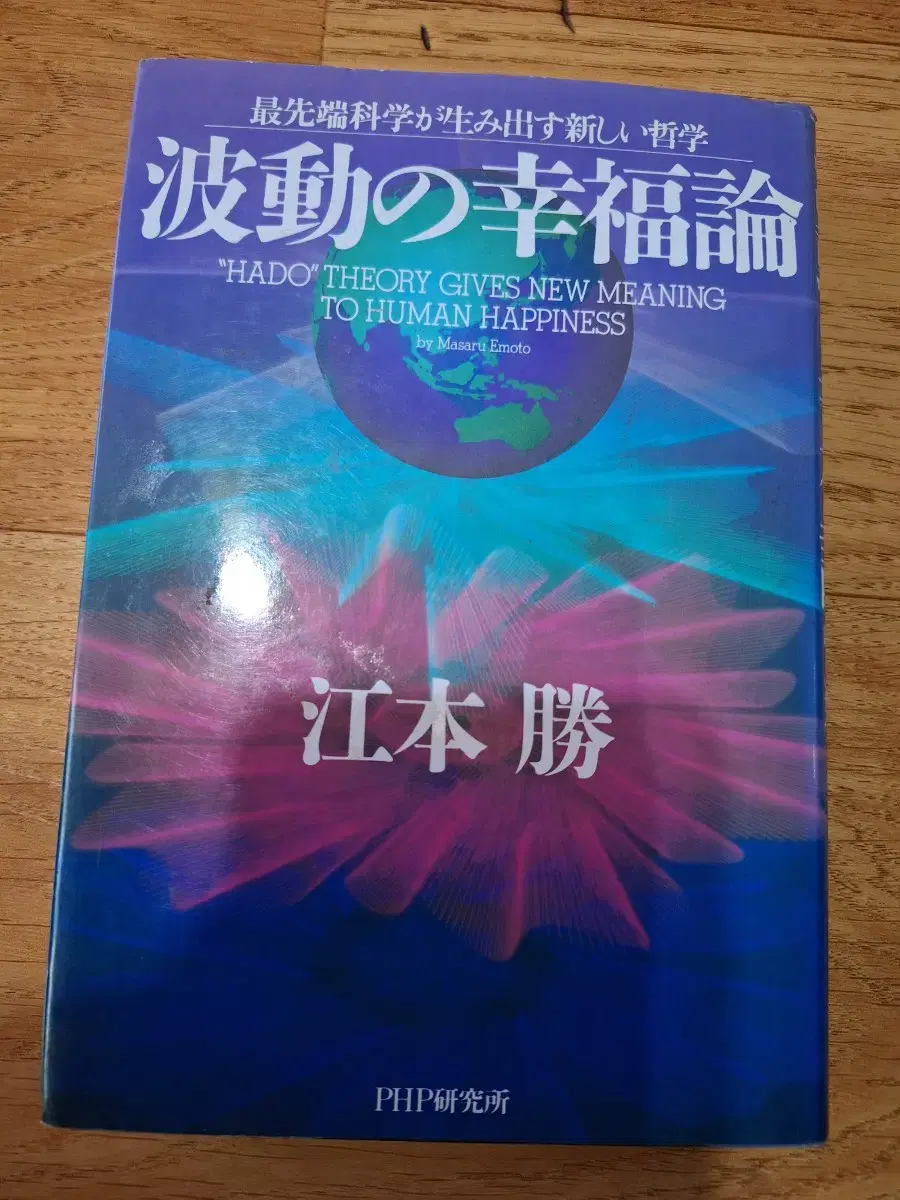 最先端科学が生み出す新しい哲学
波動の幸福論
"HADO" THEORY GIVES NEW MEANING
TO HUMAN HAPPINESS
by Masaru Emoto
江本 勝
PHP研究所